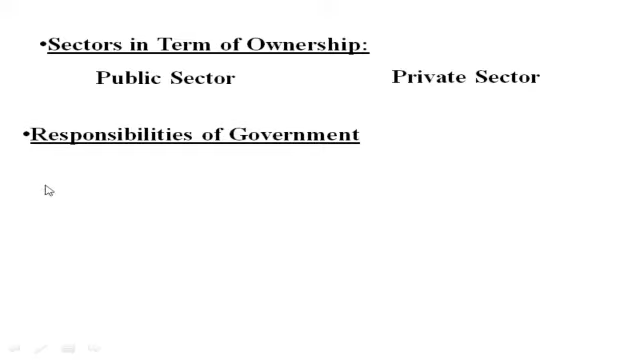 •Sectors in Term of Ownership:
Public Sector Private Sector
•Responsibilities of Government